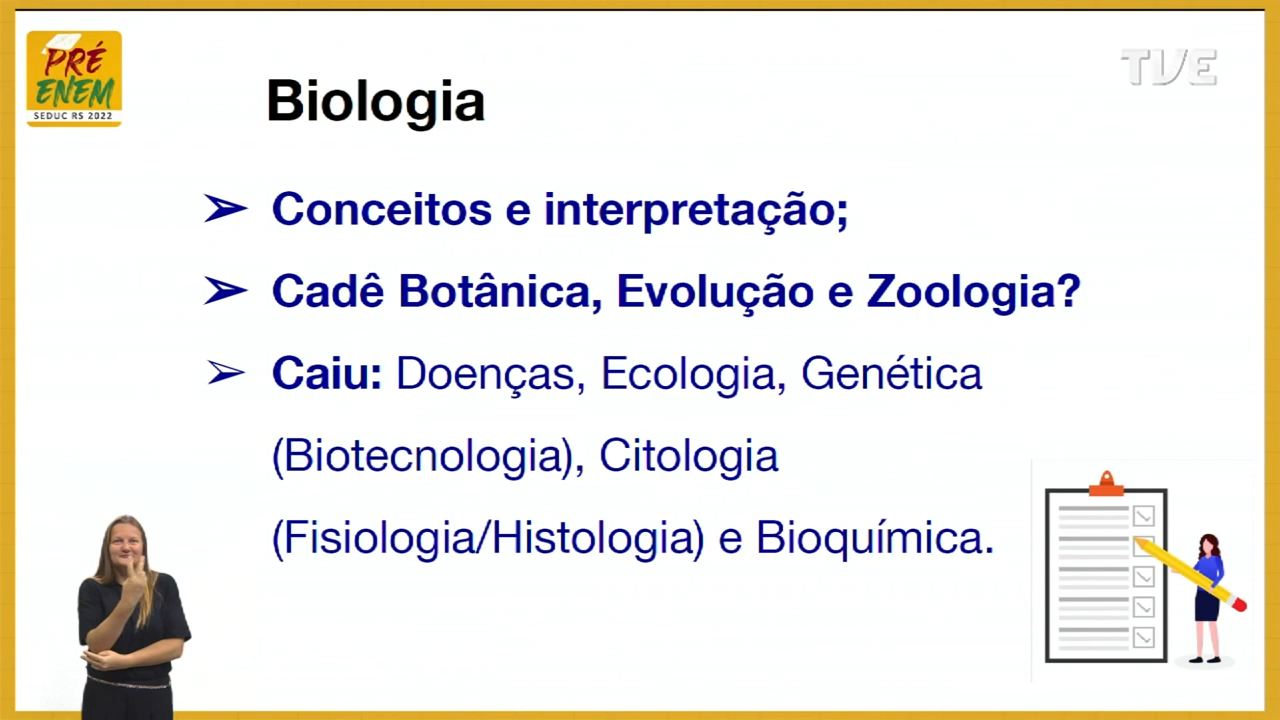 PRÉ
ENEM
SEDUC RS 2022
TVE
Biologia
➢ Conceitos e interpretação;
➢ Cadê Botânica, Evolução e Zoologia?
➢ Caiu: Doenças, Ecologia, Genética
(Biotecnologia), Citologia
(Fisiologia/Histologia) e Bioquímica.